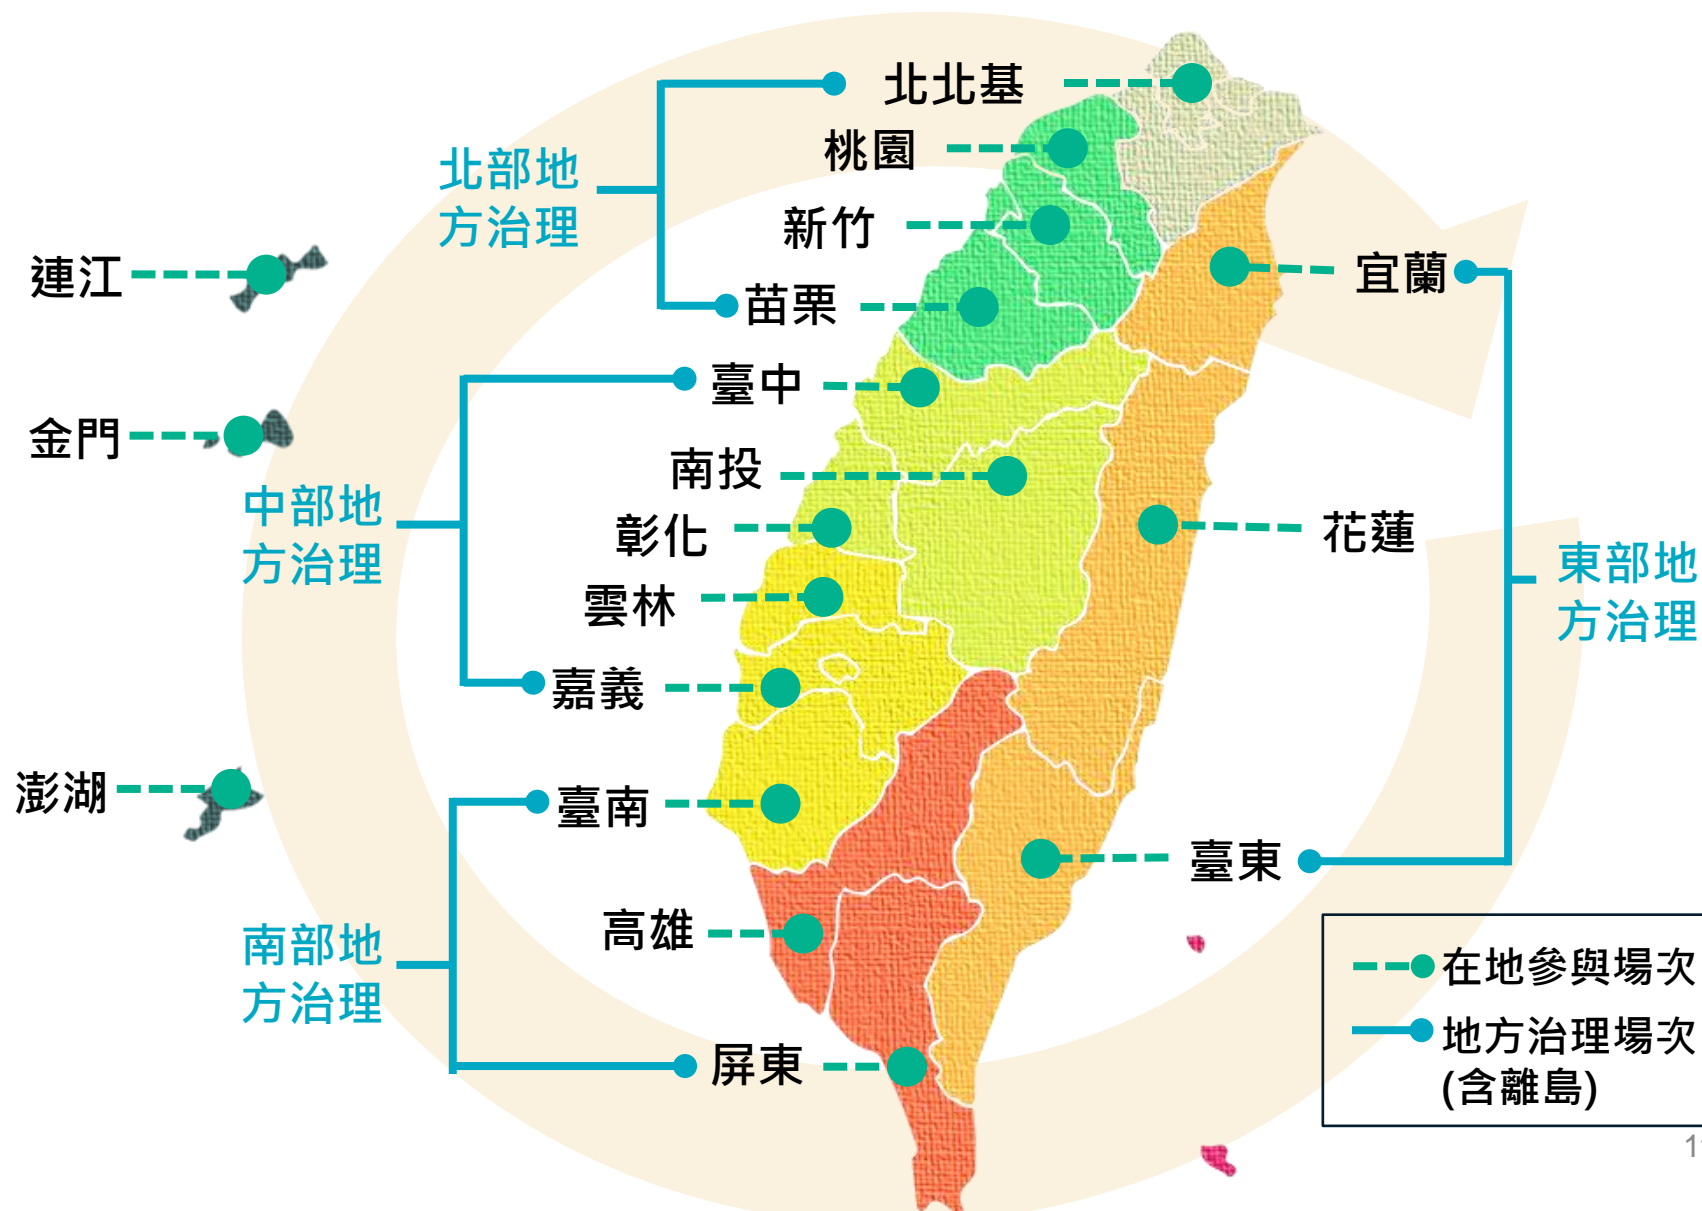 北北基
桃園
北部地
方治理
新竹
連江
宜蘭
苗栗
臺中
金門
南投
中部地
方治理
彰化
花蓮
東部地
方治理
雲林
嘉義
澎湖
臺南
臺東
高雄
南部地
方治理
屏東
在地參與場次
地方治理場次
(含離島)